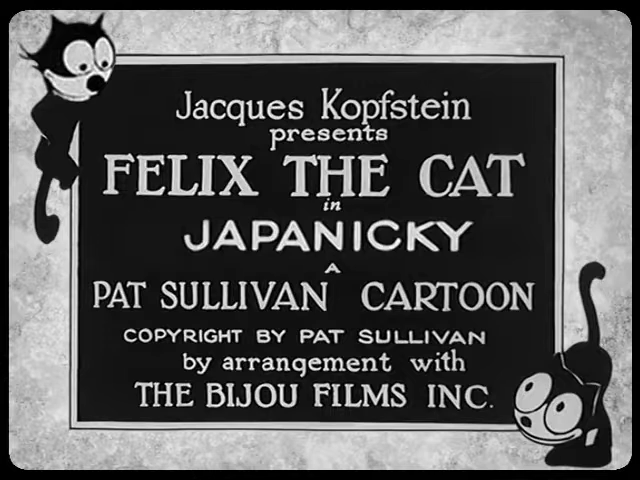 Jacques Kopfstein
presents
FELIX THE CAT
in
JAPANICKY
A
PAT SULLIVAN CARTOON
COPYRIGHT BY PAT SULLIVAN
by arrangement with
THE BIJOU FILMS INC.